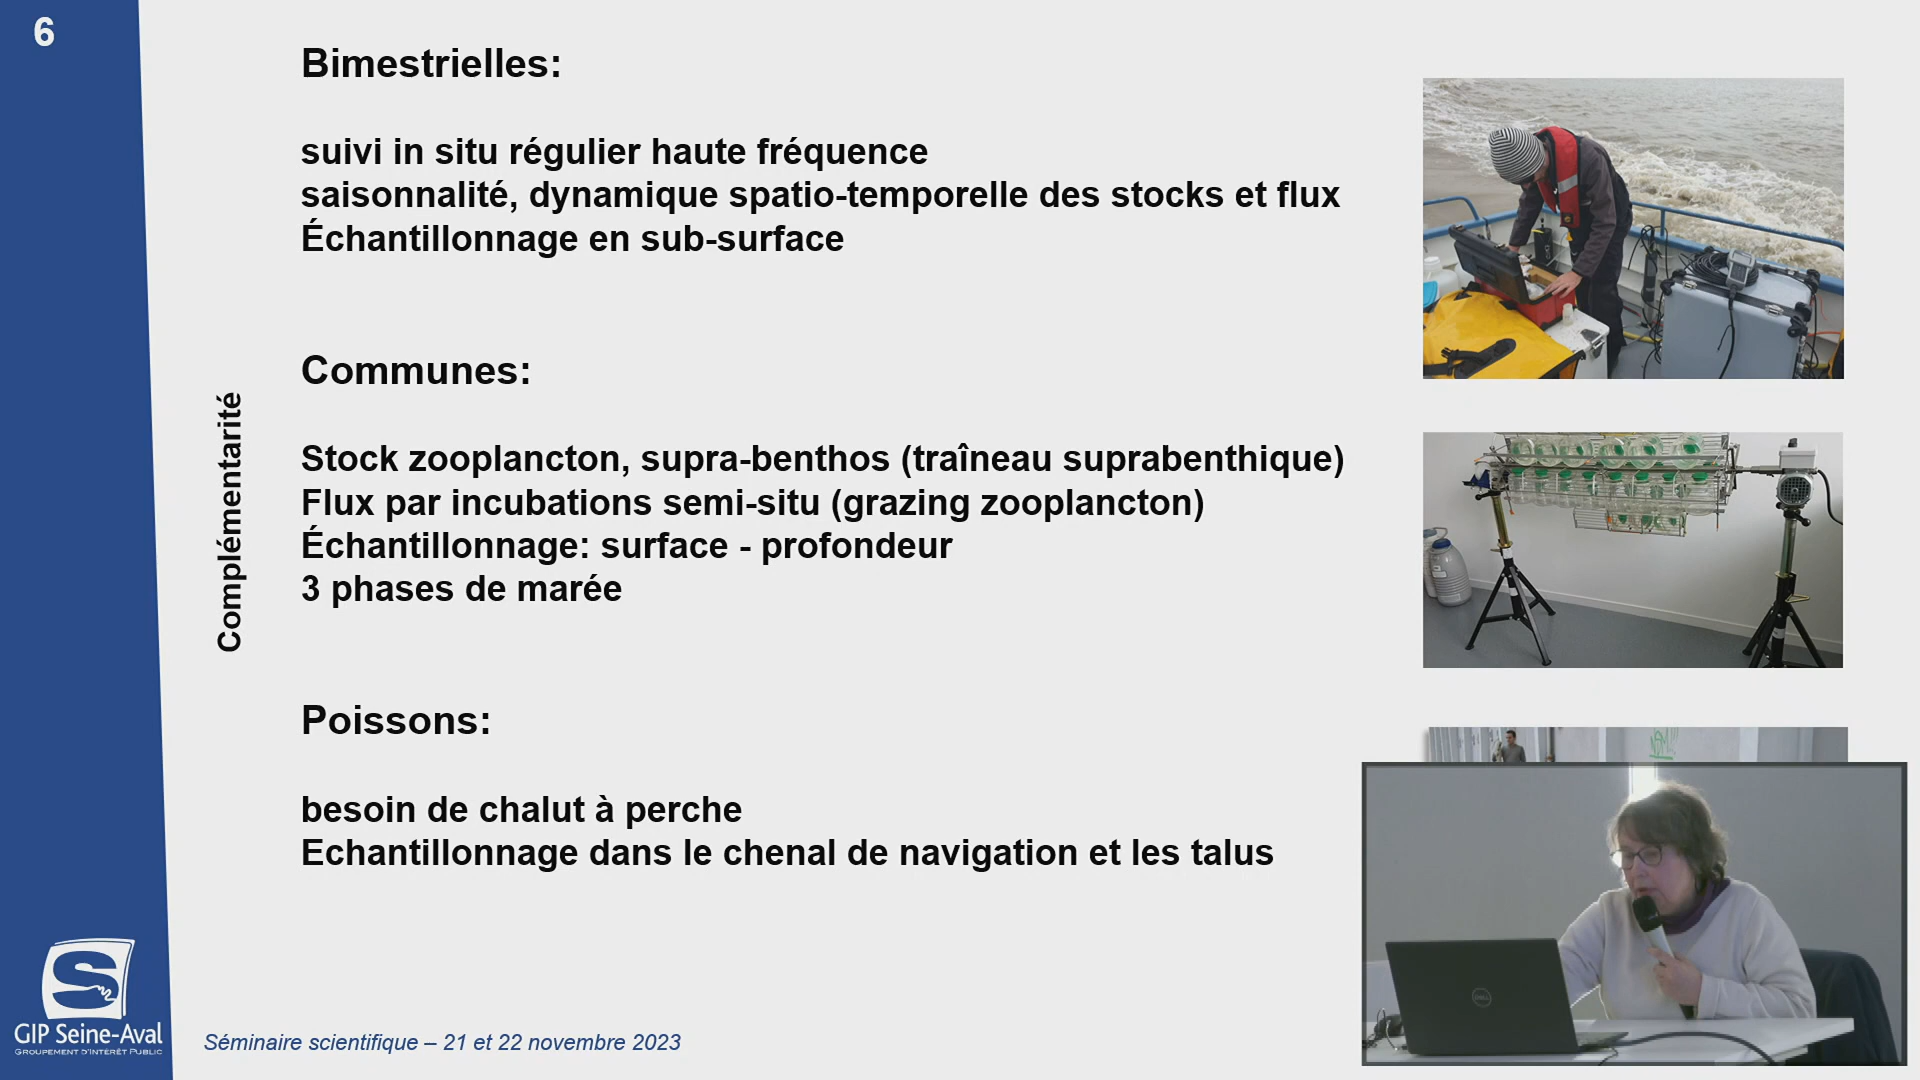 6
Bimestrielles:
suivi in situ régulier haute fréquence
saisonnalité, dynamique spatio-temporelle des stocks et flux
Échantillonnage en sub-surface
Complémentarité
Communes:
Stock zooplancton, supra-benthos (traîneau suprabenthique)
Flux par incubations semi-situ (grazing zooplancton)
Échantillonnage: surface - profondeur
3 phases de marée
Poissons:
besoin de chalut à perche
Echantillonnage dans le chenal de navigation et les talus
S
GIP Seine-Aval
GROUPEMENT D'INTÉRÊT PUBLIC
Séminaire scientifique – 21 et 22 novembre 2023
DELL